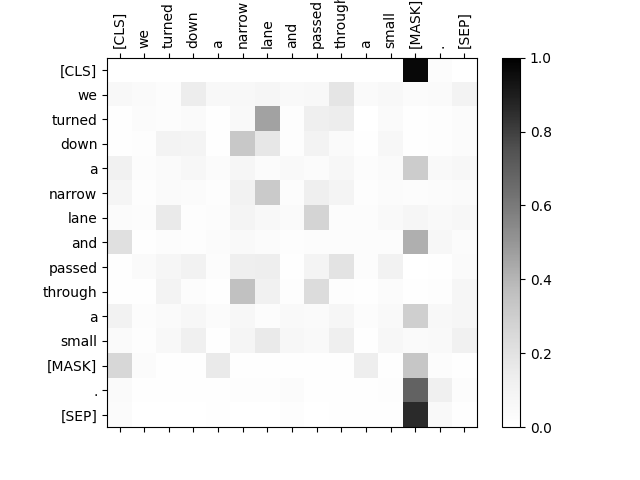 [CLS] we turned down a narrow lane and passed through a small [MASK] . [SEP]
[CLS]
we
turned
down
a
narrow
lane
and
passed
through
a
small
[MASK]
.
[SEP]
1.0
0.8
0.6
0.4
0.2
0.0